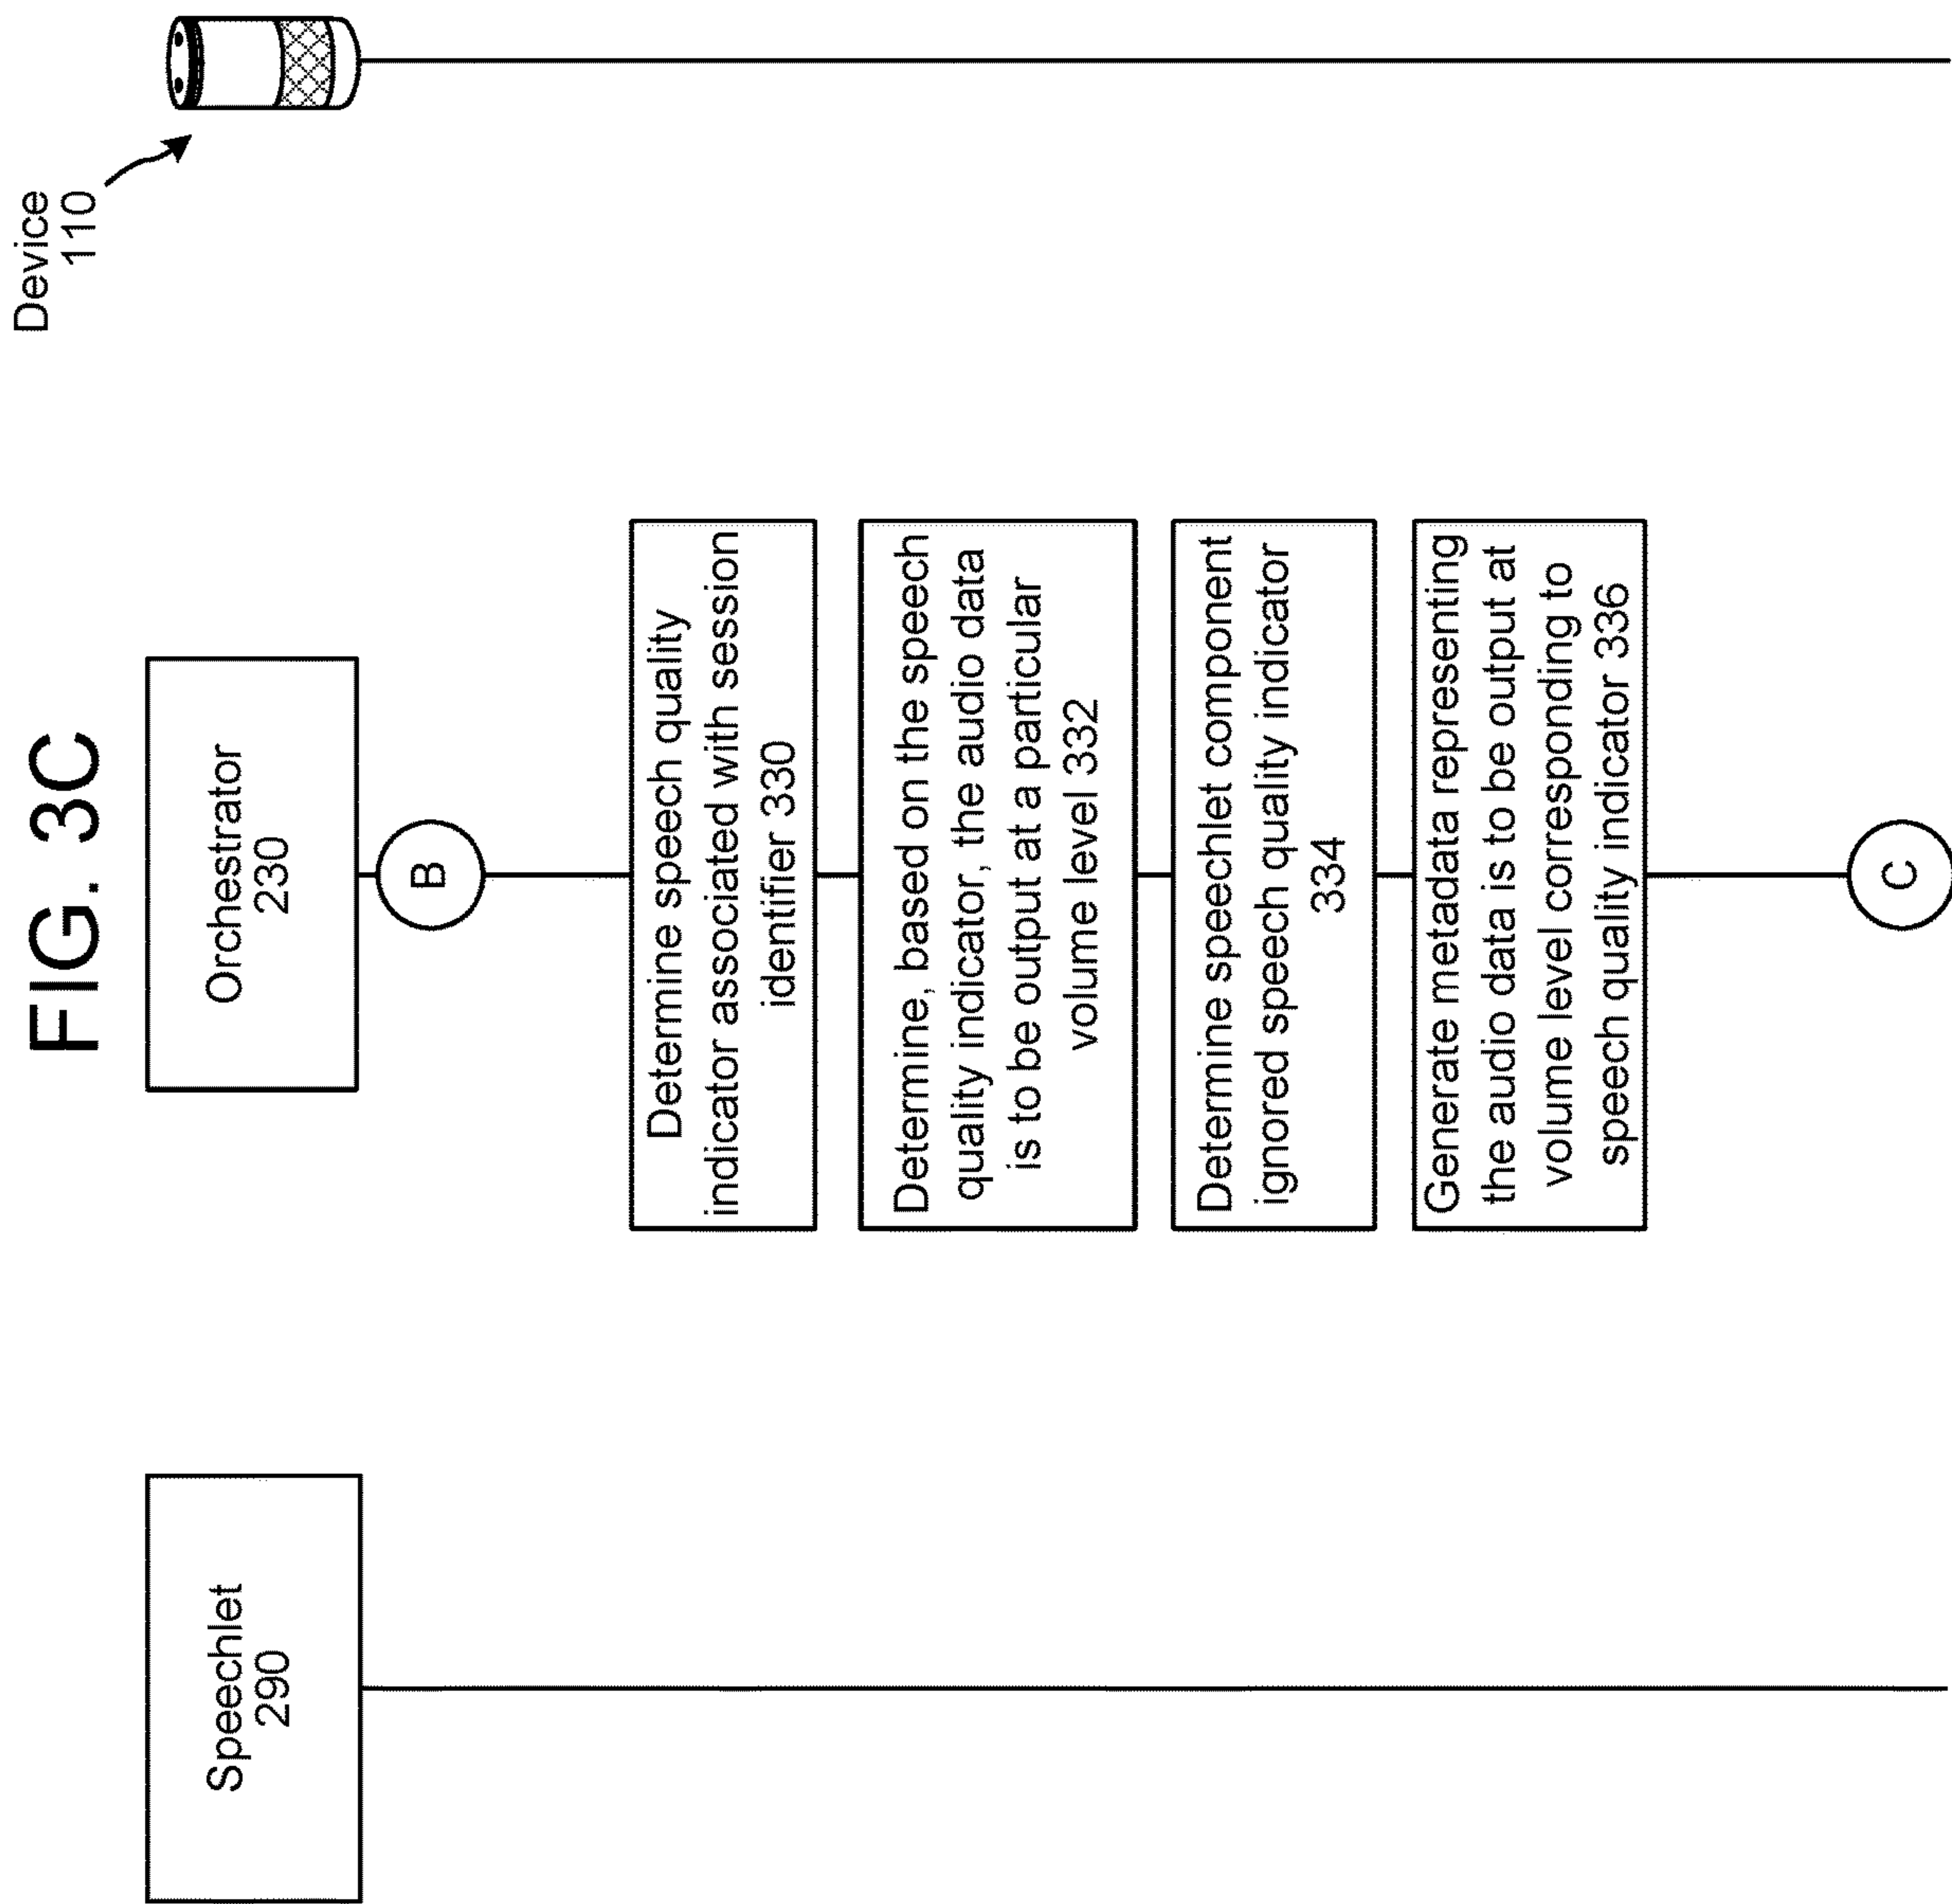 FIG. 3C
Speechlet
290
Orchestrator
230
Device
110
B
Determine speech quality
indicator associated with session
identifier 330
Determine, based on the speech
quality indicator, the audio data
is to be output at a particular
volume level 332
Determine speechlet component
ignored speech quality indicator
334
Generate metadata representing
the audio data is to be output at
volume level corresponding to
speech quality indicator 336
C